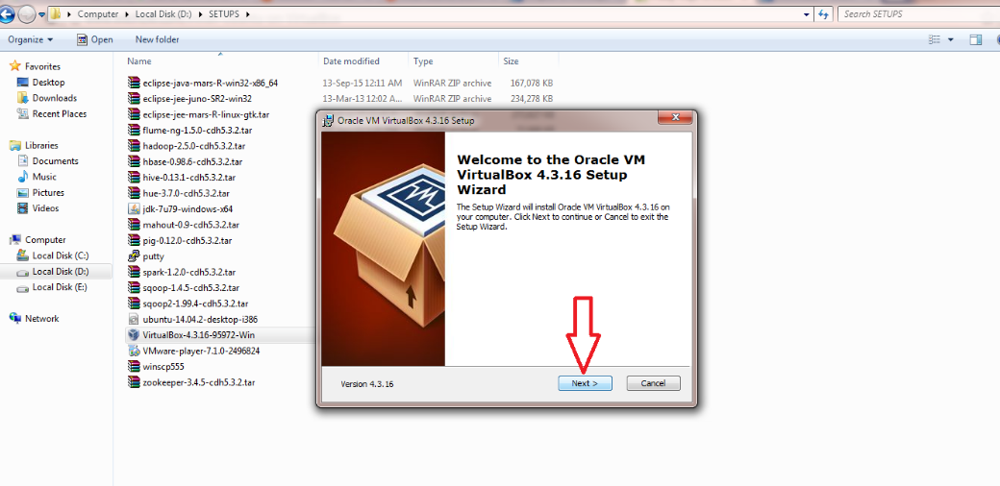 Computer Local Disk (D:) SETUPS Search SETUPS
Organize Open New folder
Name Date modified Type Size
Favorites
Desktop
Downloads
Recent Places
Libraries
Documents
Music
Pictures
Videos
Computer
Local Disk (C:)
Local Disk (D:)
Local Disk (E:)
Network
eclipse-java-mars-R-win32-x86_64 13-Sep-15 12:11 AM WinRAR ZIP archive 167,078 KB
eclipse-jee-juno-SR2-win32 13-Mar-13 12:02 A... WinRAR ZIP archive 234,278 KB
eclipse-jee-mars-R-linux-gtk.tar
flume-ng-1.5.0-cdh5.3.2.tar
hadoop-2.5.0-cdh5.3.2.tar
hbase-0.98.6-cdh5.3.2.tar
hive-0.13.1-cdh5.3.2.tar
hue-3.7.0-cdh5.3.2.tar
jdk-7u79-windows-x64
mahout-0.9-cdh5.3.2.tar
pig-0.12.0-cdh5.3.2.tar
putty
spark-1.2.0-cdh5.3.2.tar
sqoop-1.4.5-cdh5.3.2.tar
sqoop2-1.99.4-cdh5.3.2.tar
ubuntu-14.04.2-desktop-i386
VirtualBox-4.3.16-95972-Win
VMware-player-7.1.0-2496824
winscp555
zookeeper-3.4.5-cdh5.3.2.tar
Oracle VM VirtualBox 4.3.16 Setup
Welcome to the Oracle VM
VirtualBox 4.3.16 Setup
Wizard
The Setup Wizard will install Oracle VM VirtualBox 4.3.16 on
your computer. Click Next to continue or Cancel to exit the
Setup Wizard.
Version 4.3.16 Next > Cancel